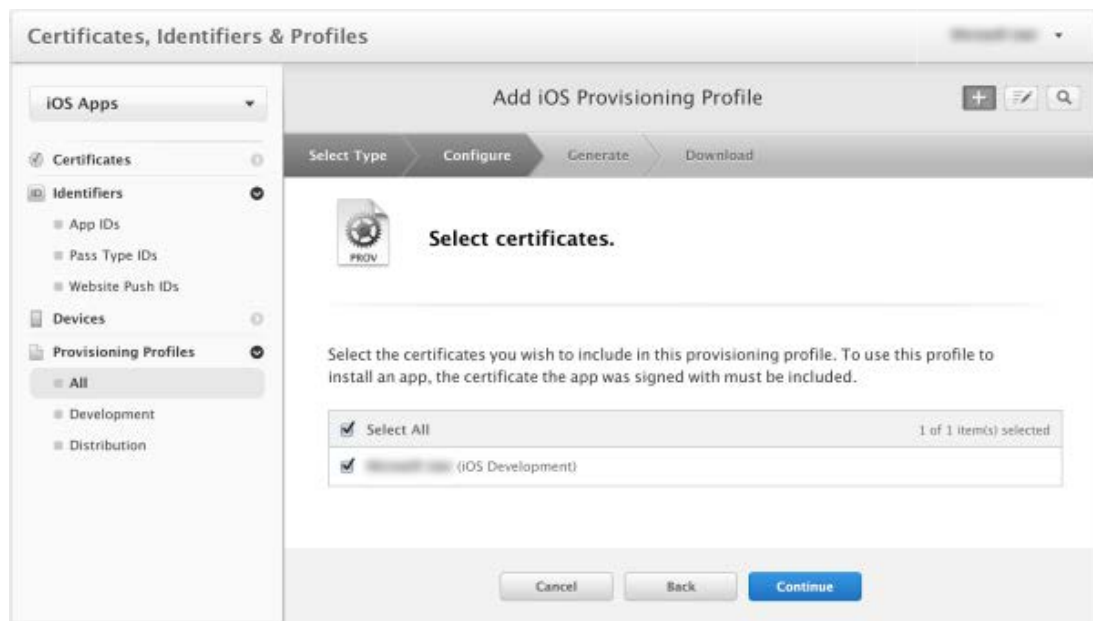 Certificates, Identifiers & Profiles
iOS Apps
Certificates
ID Identifiers
App IDs
Pass Type IDs
Website Push IDs
Devices
Provisioning Profiles
All
Development
Distribution
Add iOS Provisioning Profile
Select Type
Configure
Generate
Download
PROV
Select certificates.
Select the certificates you wish to include in this provisioning profile. To use this profile to
install an app, the certificate the app was signed with must be included.
Select All
1 of 1 item(s) selected
(iOS Development)
Cancel
Back
Continue